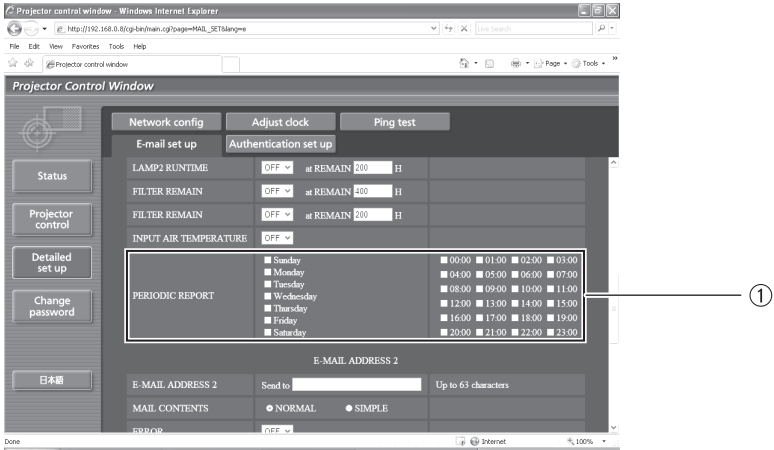 Projector control window - Windows Internet Explorer
http://192.168.0.8/cgi-bin/main.cgi?page=MAIL_SET&lang=e
Live Search
File Edit View Favorites Tools Help
Projector control window
Page Tools
Projector Control Window
Network config Adjust clock Ping test
E-mail set up Authentication set up
Status
Projector control
Detailed set up
Change password
日本語
LAMP2 RUNTIME OFF at REMAIN 200 H
FILTER REMAIN OFF at REMAIN 400 H
FILTER REMAIN OFF at REMAIN 200 H
INPUT AIR TEMPERATURE OFF
PERIODIC REPORT
Sunday
Monday
Tuesday
Wednesday
Thursday
Friday
Saturday
00:00 01:00 02:00 03:00
04:00 05:00 06:00 07:00
08:00 09:00 10:00 11:00
12:00 13:00 14:00 15:00
16:00 17:00 18:00 19:00
20:00 21:00 22:00 23:00
①
E-MAIL ADDRESS 2
E-MAIL ADDRESS 2 Send to Up to 63 characters
MAIL CONTENTS NORMAL SIMPLE
ERROR OFF
Done Internet 100%